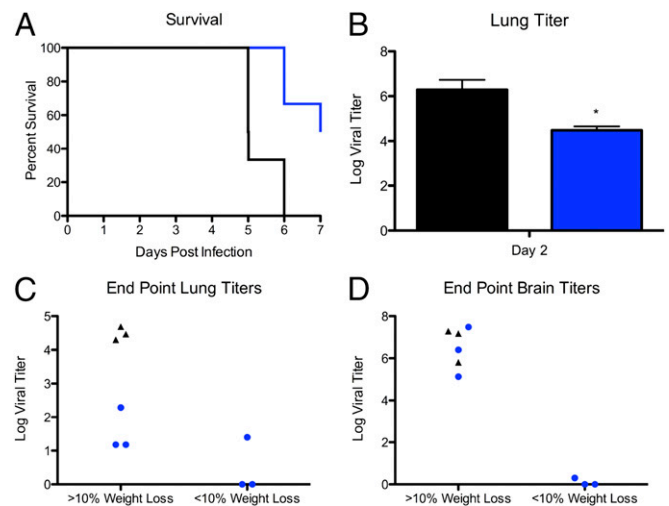 A
Survival
100
80
60
40
20
0
Percent Survival
0 1 2 3 4 5 6 7
Days Post Infection
B
Lung Titer
8
6
4
2
0
Log Viral Titer
*
Day 2
C
End Point Lung Titers
5
4
3
2
1
0
Log Viral Titer
>10% Weight Loss <10% Weight Loss
D
End Point Brain Titers
8
6
4
2
0
Log Viral Titer
>10% Weight Loss <10% Weight Loss